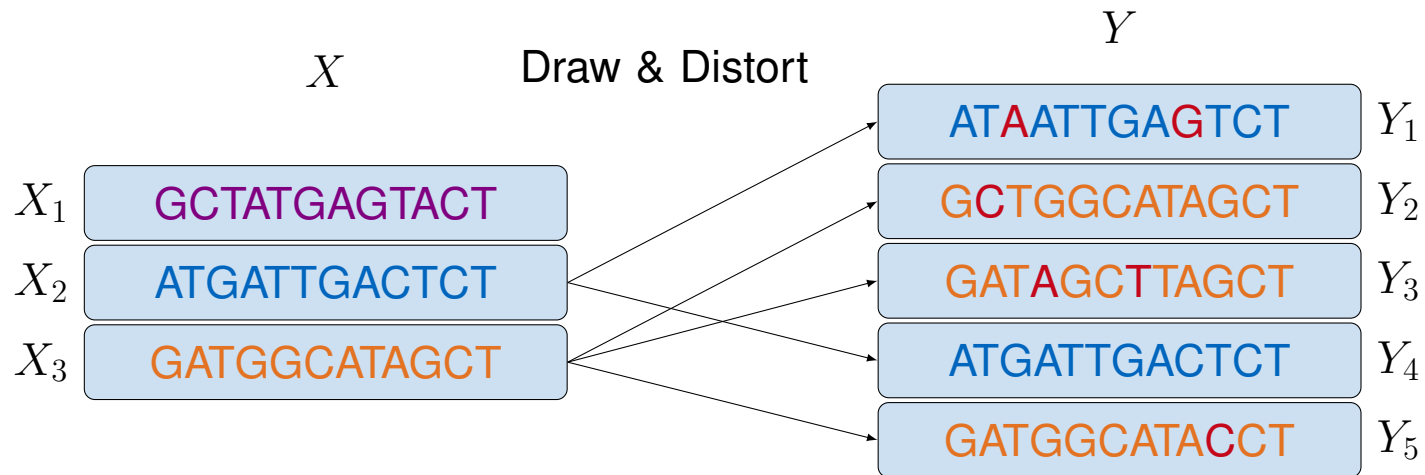 X
Draw & Distort
Y
X₁ GCTATGAGTACT
X₂ ATGATTGACTCT
X₃ GATGGCATAGCT
ATAATTGAGTCT Y₁
GCTGGCATAGCT Y₂
GATAGCTTAGCT Y₃
ATGATTGACTCT Y₄
GATGGCATACCT Y₅